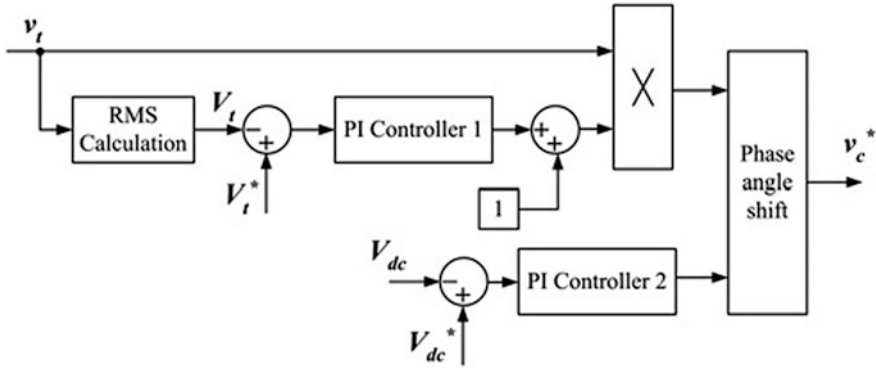 v_t
RMS
Calculation
V_t
−
+
V_t*
PI Controller 1
+
+
1
X
Phase
angle
shift
v_c*
V_dc
−
+
V_dc*
PI Controller 2